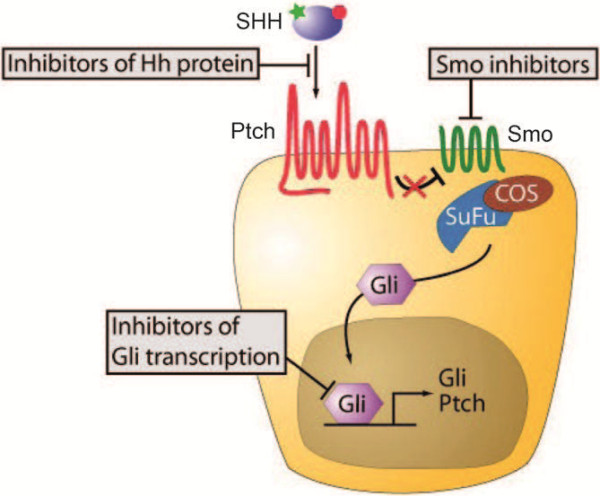 SHH
Inhibitors of Hh protein
Smo inhibitors
Ptch
Smo
COS
SuFu
Gli
Inhibitors of
Gli transcription
Gli
Gli
Ptch